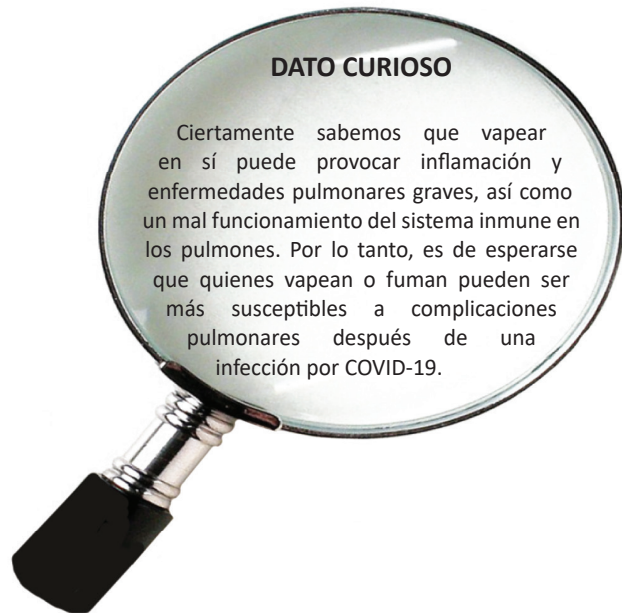 DATO CURIOSO
Ciertamente sabemos que vapear
en sí puede provocar inflamación y
enfermedades pulmonares graves, así como
un mal funcionamiento del sistema inmune en
los pulmones. Por lo tanto, es de esperarse
que quienes vapean o fuman pueden ser
más susceptibles a complicaciones
pulmonares después de una
infección por COVID-19.